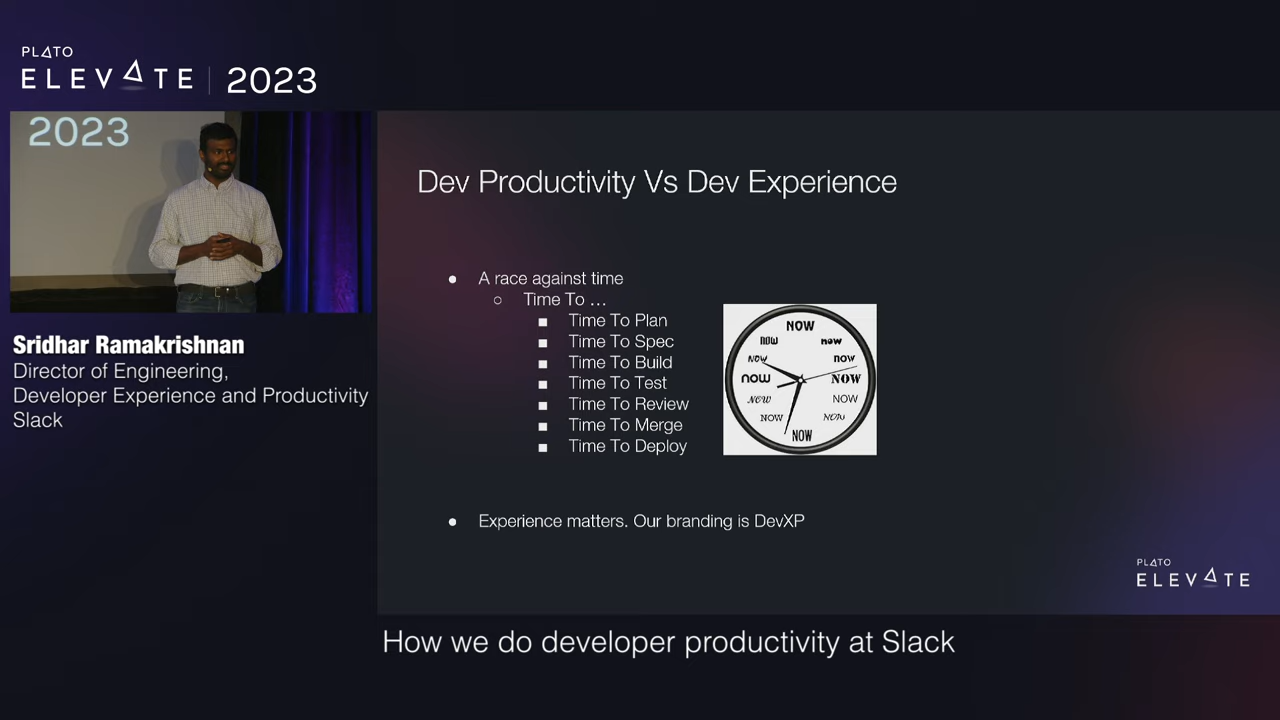 PLATO
ELEVATE | 2023
2023
Sridhar Ramakrishnan
Director of Engineering,
Developer Experience and Productivity
Slack
Dev Productivity Vs Dev Experience
● A race against time
○ Time To ...
■ Time To Plan
■ Time To Spec
■ Time To Build
■ Time To Test
■ Time To Review
■ Time To Merge
■ Time To Deploy
NOW
now
now
now
now
now
NOW
NOW
NOW
NOW
NOW
NOW
● Experience matters. Our branding is DevXP
PLATO
ELEVATE
How we do developer productivity at Slack